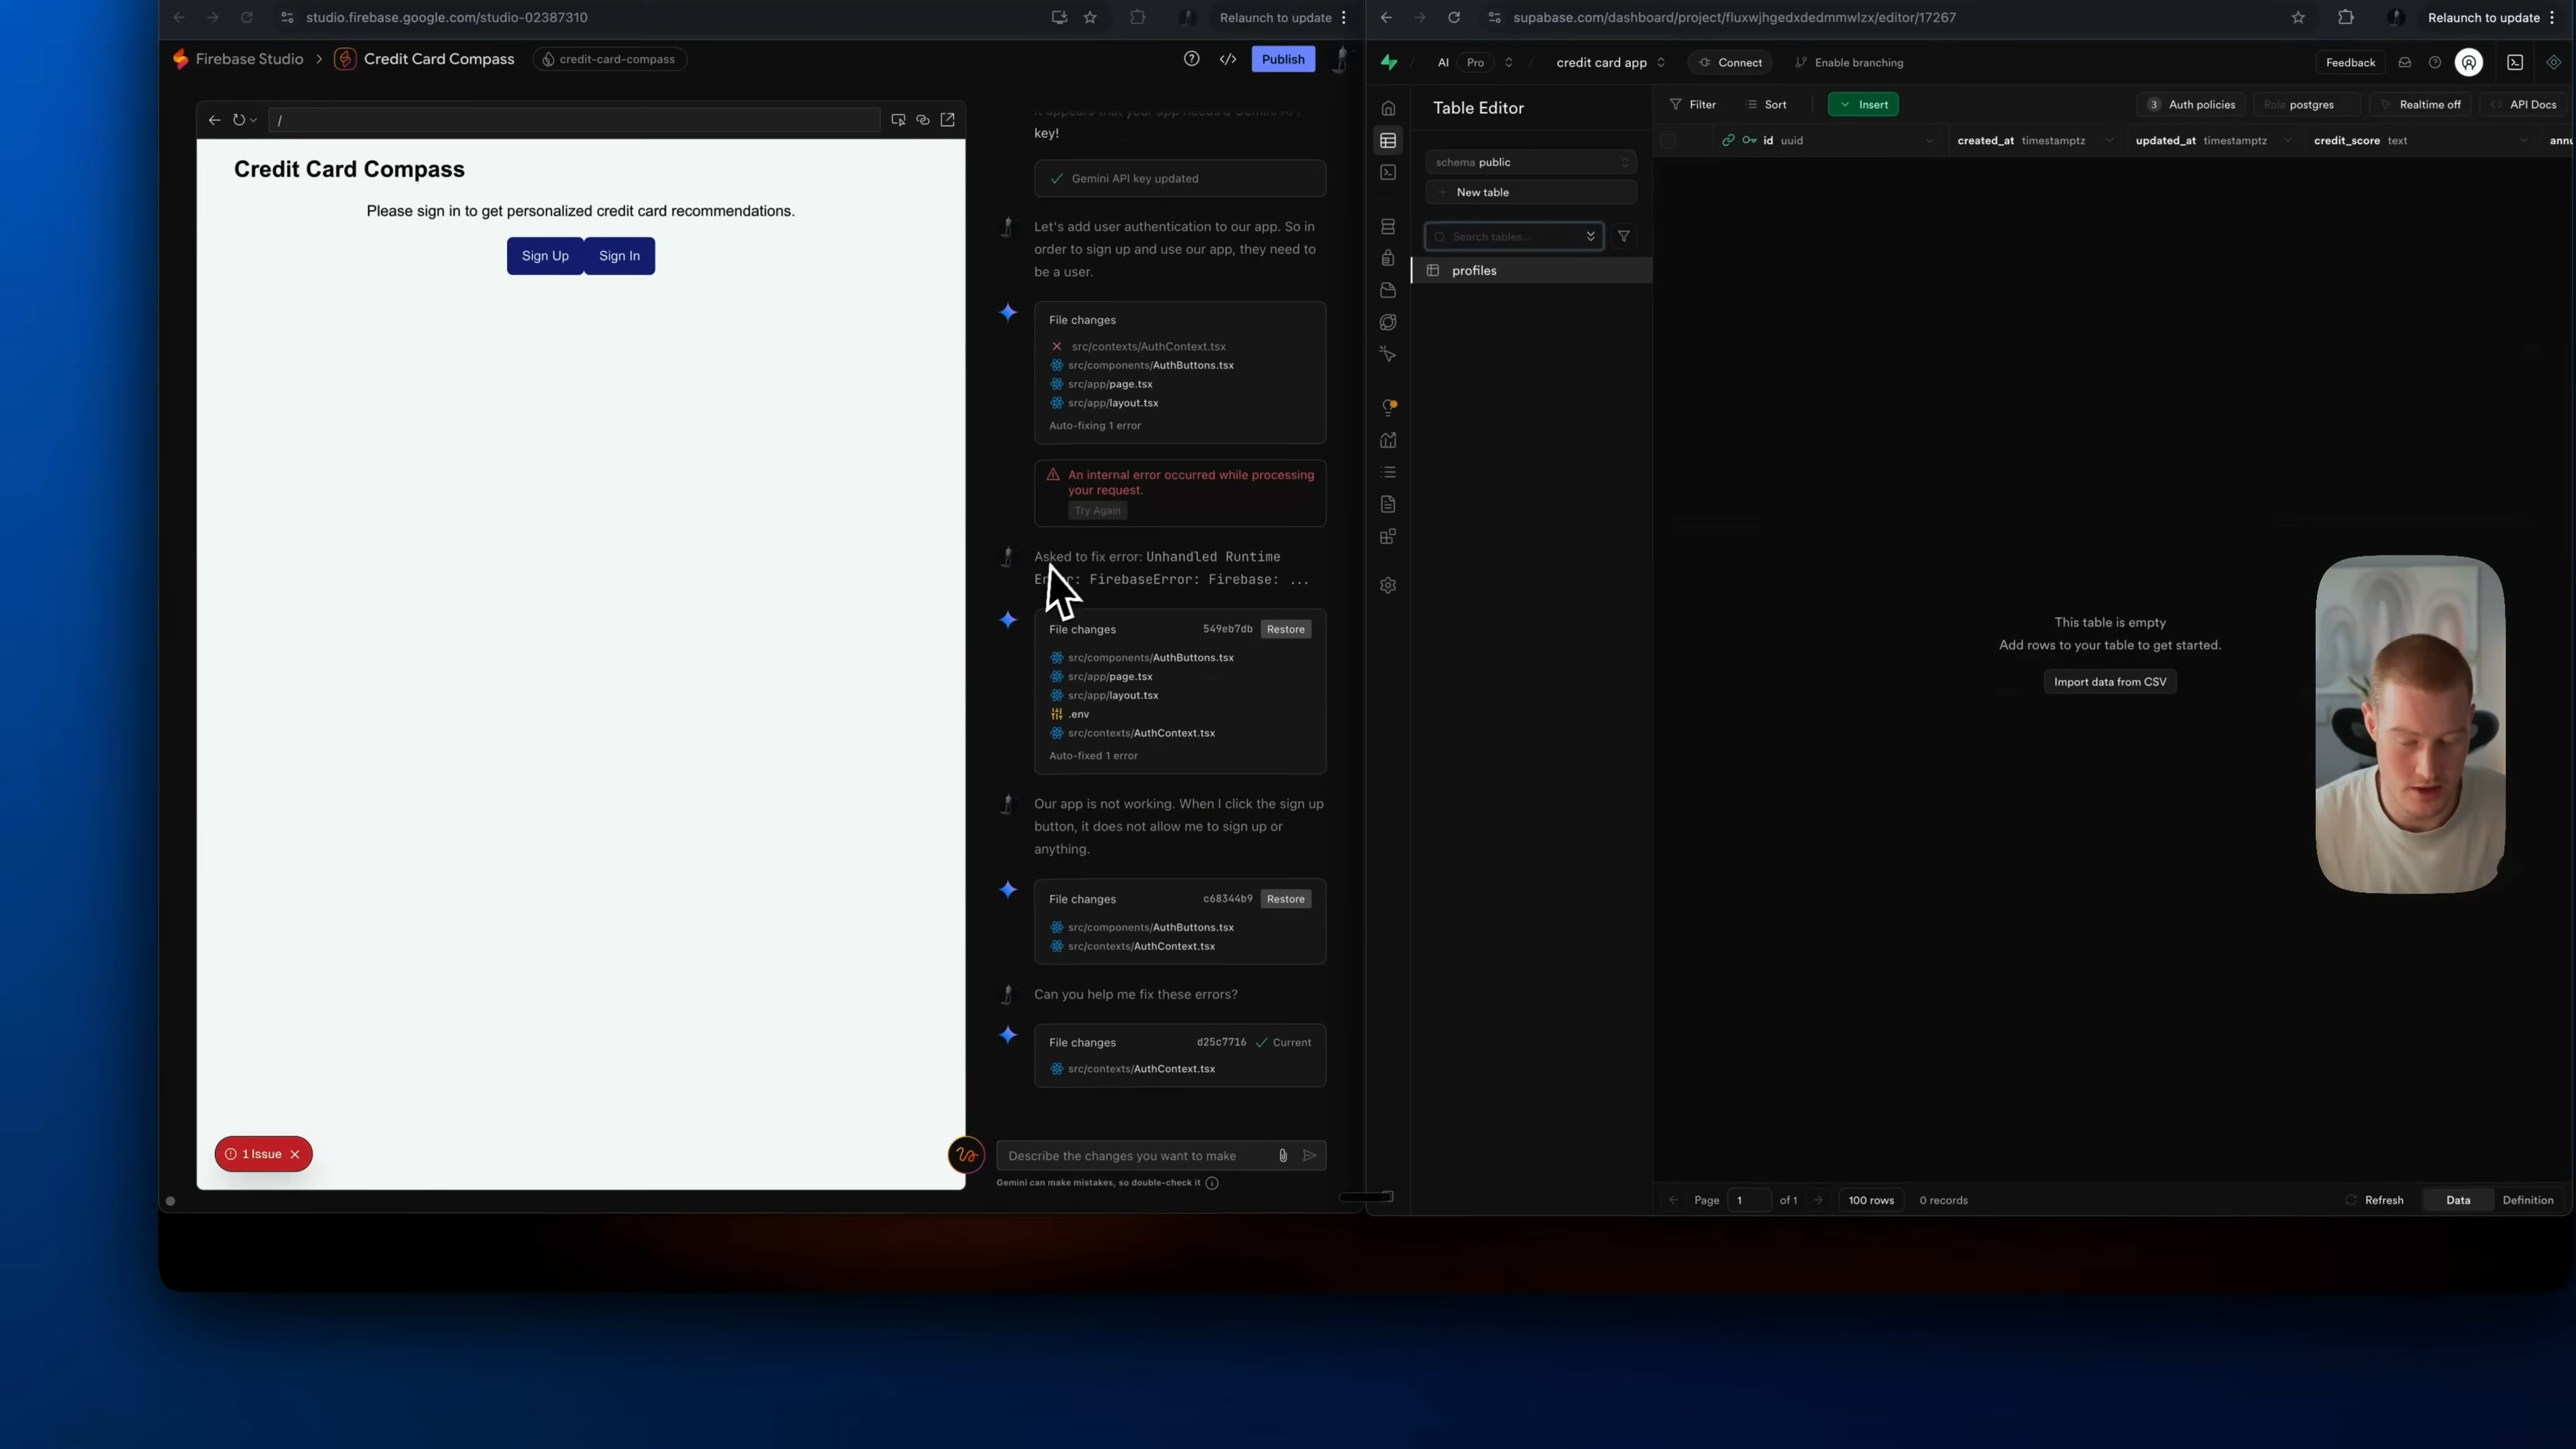 studio.firebase.google.com/studio-02387310
Relaunch to update
Firebase Studio > Credit Card Compass
credit-card-compass
Publish
/
Credit Card Compass
Please sign in to get personalized credit card recommendations.
Sign Up
Sign In
1 Issue
It appears that your app needs a Gemini API
key!
Gemini API key updated
Let's add user authentication to our app. So in
order to sign up and use our app, they need to
be a user.
File changes
src/contexts/AuthContext.tsx
src/components/AuthButtons.tsx
src/app/page.tsx
src/app/layout.tsx
Auto-fixing 1 error
An internal error occurred while processing
your request.
Try Again
Asked to fix error: Unhandled Runtime
FirebaseError: Firebase: ...
File changes 549eb7db Restore
src/components/AuthButtons.tsx
src/app/page.tsx
src/app/layout.tsx
.env
src/contexts/AuthContext.tsx
Auto-fixed 1 error
Our app is not working. When I click the sign up
button, it does not allow me to sign up or
anything.
File changes c68344b9 Restore
src/components/AuthButtons.tsx
src/contexts/AuthContext.tsx
Can you help me fix these errors?
File changes d25c7716 Current
src/contexts/AuthContext.tsx
Describe the changes you want to make
Gemini can make mistakes, so double-check it
supabase.com/dashboard/project/fluxwjhgedxdedmmwlzx/editor/17267
Relaunch to update
AI Pro / credit card app
Connect
Enable branching
Feedback
Table Editor
schema public
New table
Search tables...
profiles
Filter
Sort
Insert
3 Auth policies
Role postgres
Realtime off
API Docs
id uuid
created_at timestamptz
updated_at timestamptz
credit_score text
annu
This table is empty
Add rows to your table to get started.
Import data from CSV
Page 1 of 1
100 rows
0 records
Refresh
Data
Definition